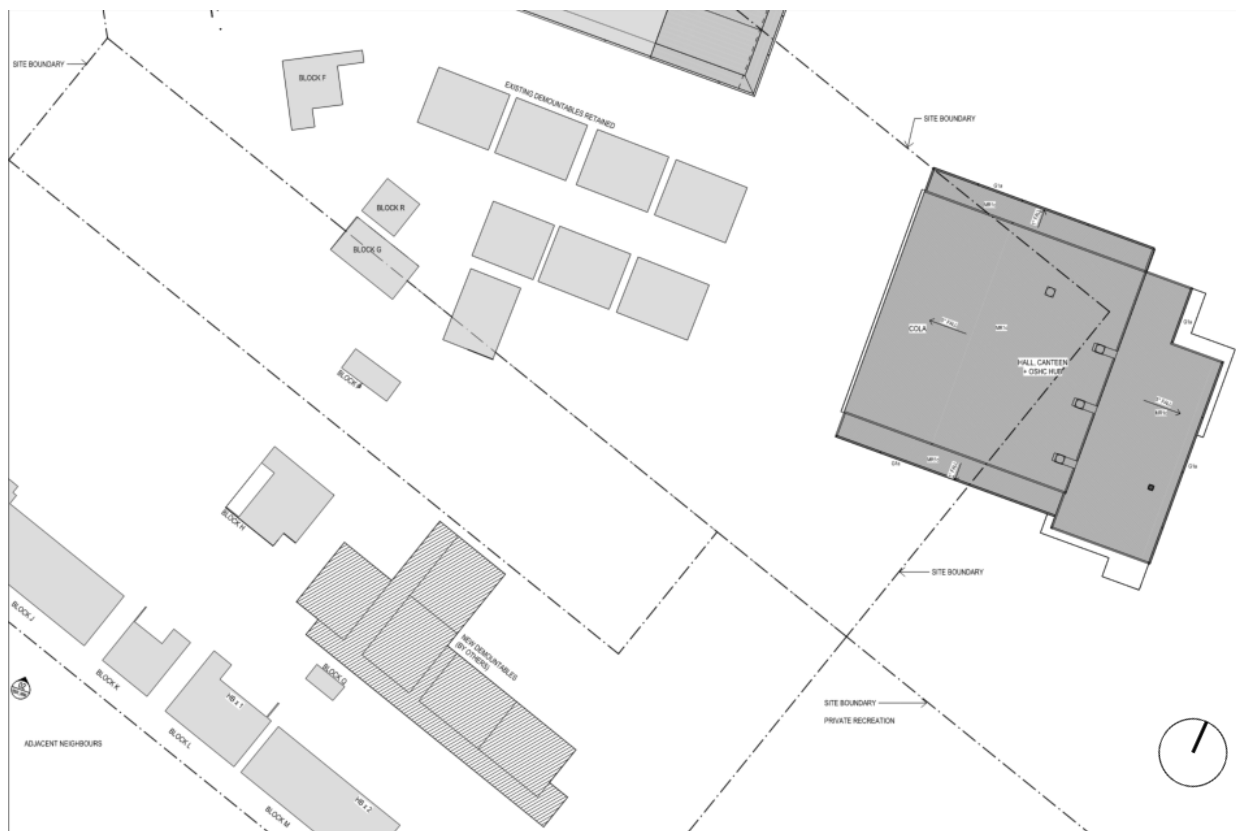 SITE BOUNDARY
BLOCK F
EXISTING DEMOUNTABLES RETAINED
SITE BOUNDARY
BLOCK R
BLOCK G
COLA
HALL, CANTEEN
+ OSHC HUB
BLOCK H
BLOCK J
BLOCK K
BLOCK L
HB x 1
BLOCK M
HB x 2
NEW DEMOUNTABLES
(BY OTHERS)
SITE BOUNDARY
SITE BOUNDARY
PRIVATE RECREATION
ADJACENT NEIGHBOURS
02